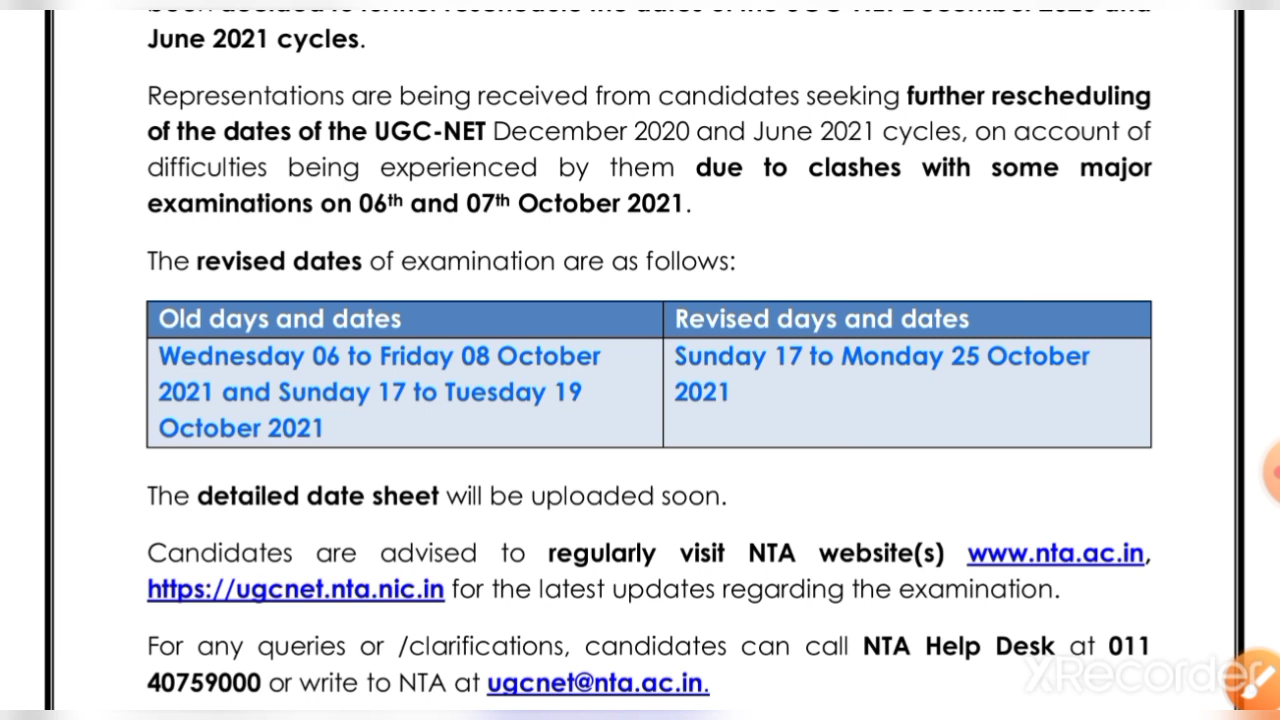 June 2021 cycles.
Representations are being received from candidates seeking further rescheduling
of the dates of the UGC-NET December 2020 and June 2021 cycles, on account of
difficulties being experienced by them due to clashes with some major
examinations on 06th and 07th October 2021.
The revised dates of examination are as follows:
Old days and dates
Revised days and dates
Wednesday 06 to Friday 08 October
2021 and Sunday 17 to Tuesday 19
October 2021
Sunday 17 to Monday 25 October
2021
The detailed date sheet will be uploaded soon.
Candidates are advised to regularly visit NTA website(s) www.nta.ac.in,
https://ugcnet.nta.nic.in for the latest updates regarding the examination.
For any queries or /clarifications, candidates can call NTA Help Desk at 011
40759000 or write to NTA at ugcnet@nta.ac.in.
XRecorder